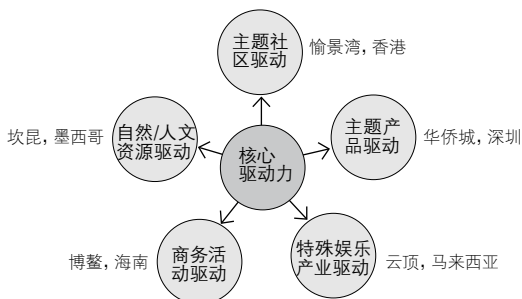 主题社
区驱动
愉景湾, 香港
坎昆, 墨西哥
自然/人文
资源驱动
主题产
品驱动
华侨城, 深圳
核心
驱动力
博鳌, 海南
商务活
动驱动
特殊娱乐
产业驱动
云顶, 马来西亚